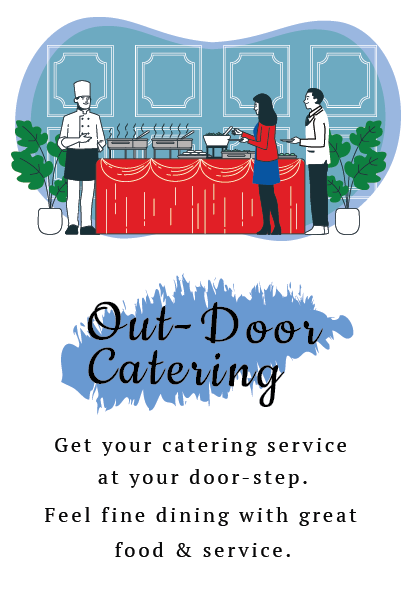 Out-Door
Catering
Get your catering service
at your door-step.
Feel fine dining with great
food & service.